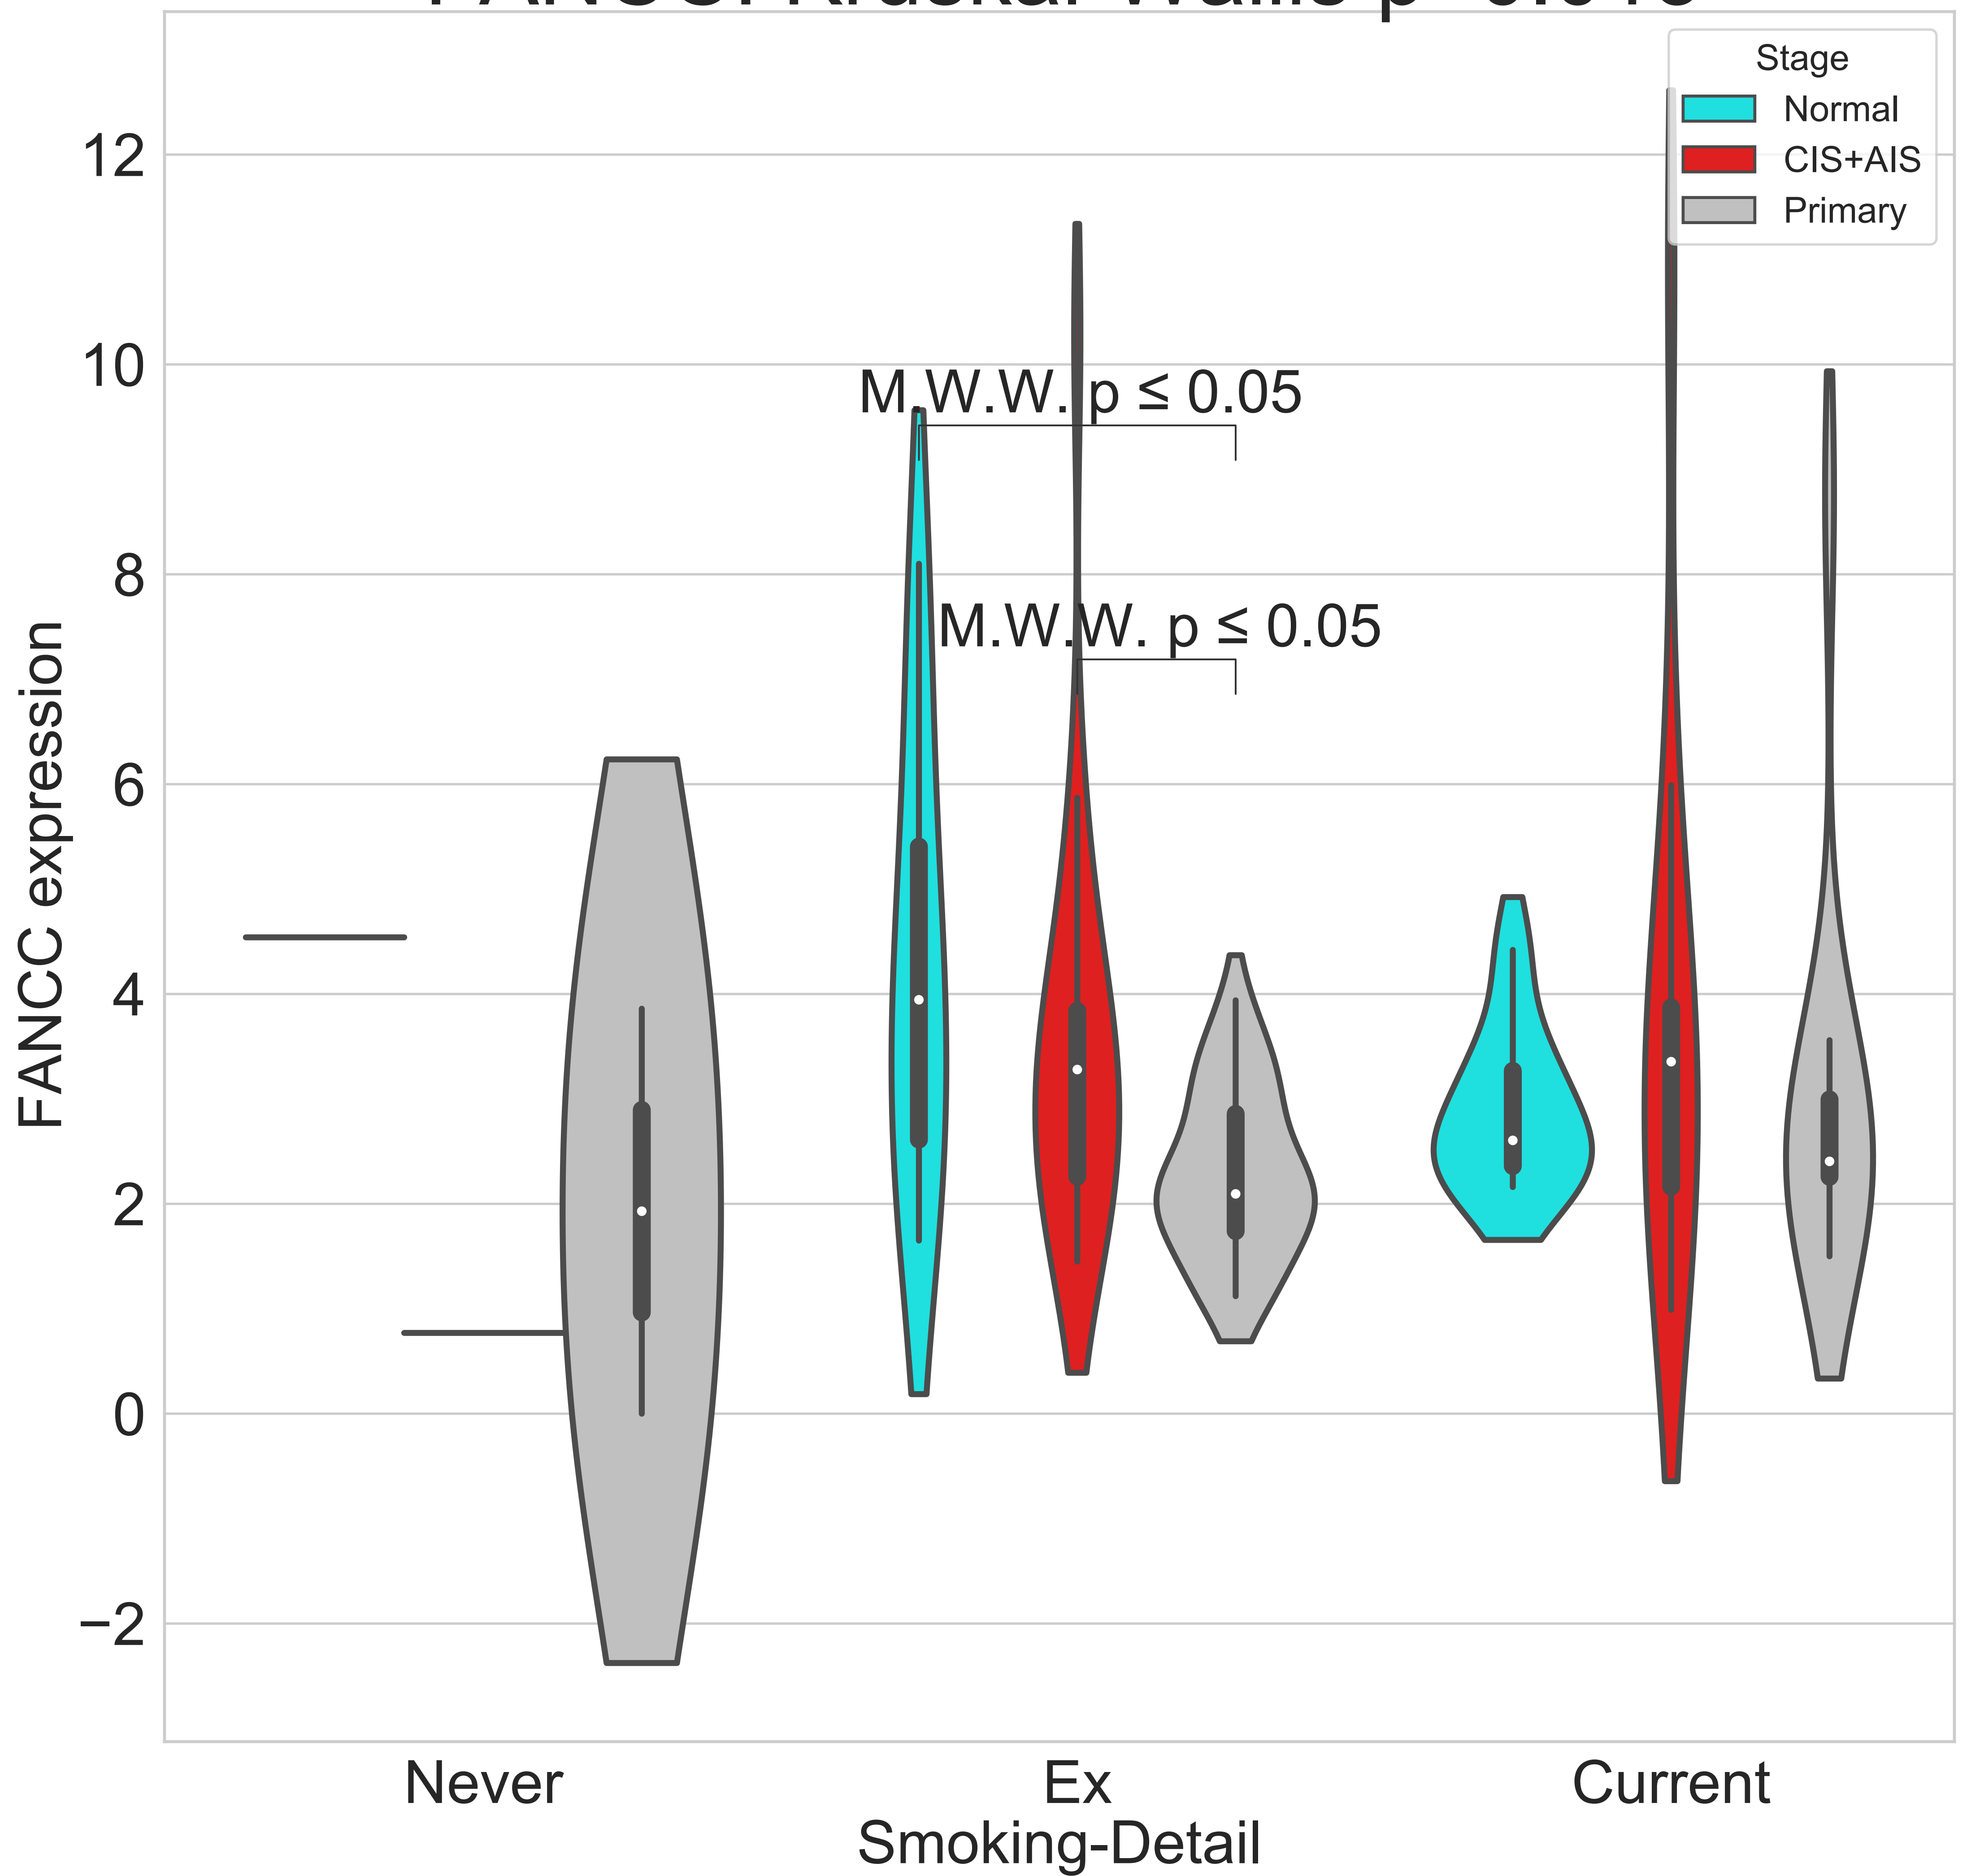 Stage
Normal
CIS+AIS
Primary
12
10
8
6
4
2
0
−2
FANCC expression
M.W.W. p ≤ 0.05
M.W.W. p ≤ 0.05
Never
Ex
Current
Smoking-Detail